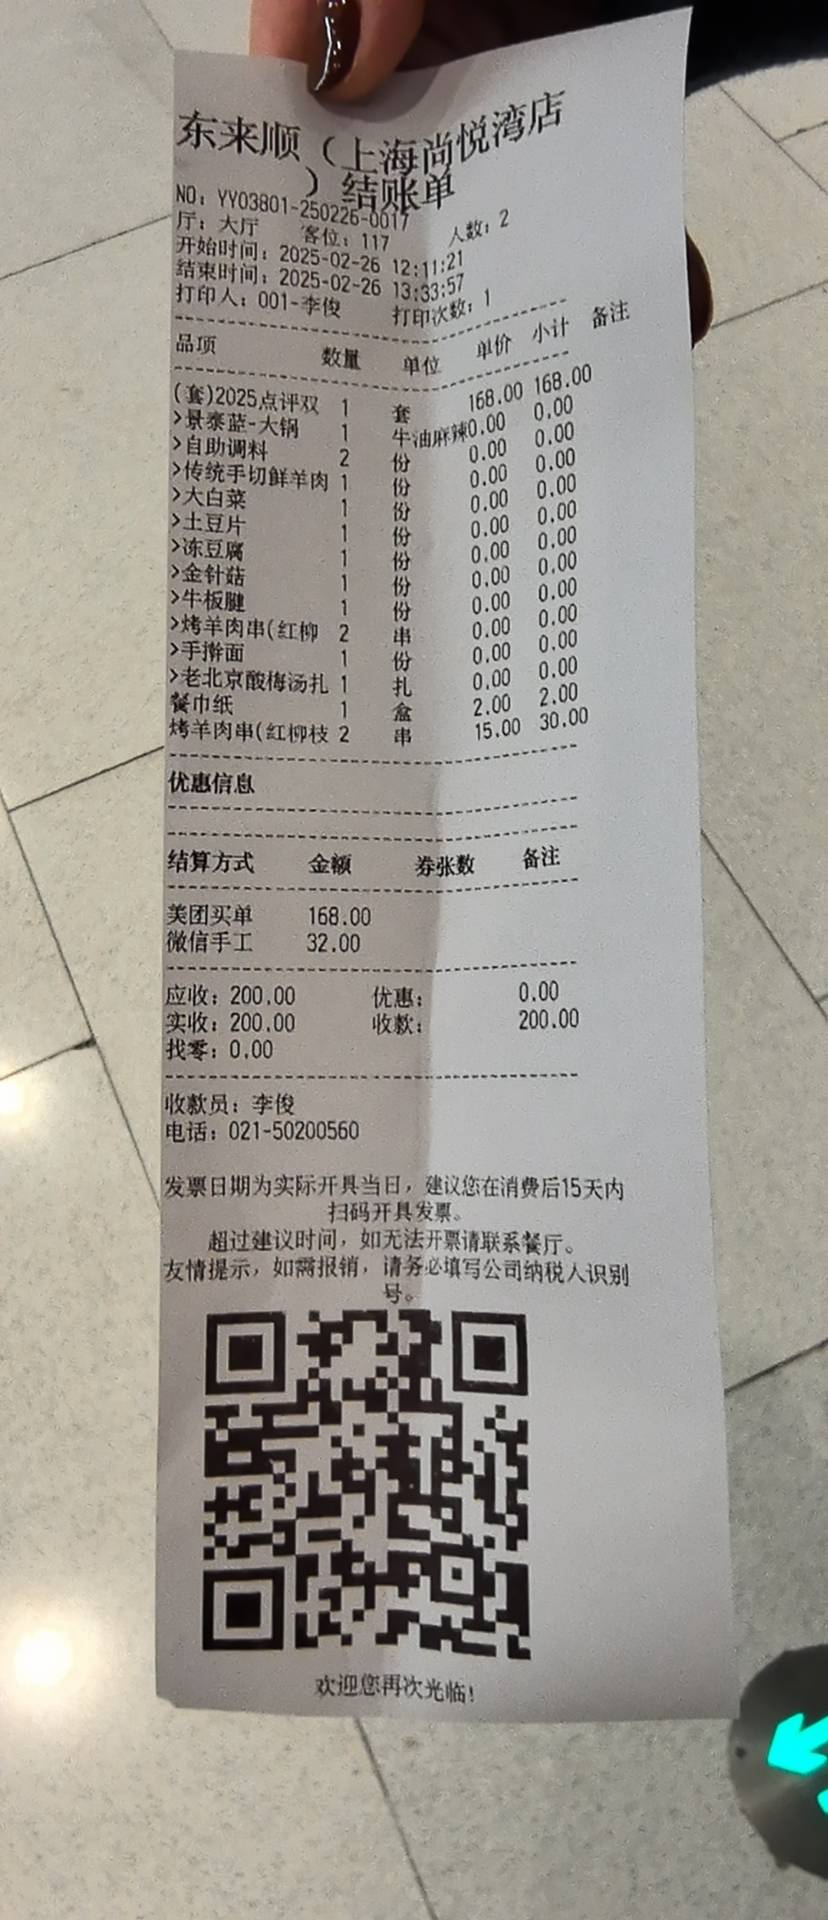 东来顺（上海尚悦湾店
）结账单
NO: YY03801-250226-0017
厅: 大厅 客位: 117 人数: 2
开始时间: 2025-02-26 12:11:21
结束时间: 2025-02-26 13:33:57
打印人: 001-李俊 打印次数: 1
品项 数量 单位 单价 小计 备注
(套)2025点评双 1 套 168.00 168.00
>景泰蓝-大锅 1 牛油麻辣0.00 0.00
>自助调料 2 份 0.00 0.00
>传统手切鲜羊肉 1 份 0.00 0.00
>大白菜 1 份 0.00 0.00
>土豆片 1 份 0.00 0.00
>冻豆腐 1 份 0.00 0.00
>金针菇 1 份 0.00 0.00
>牛板腱 1 份 0.00 0.00
>烤羊肉串(红柳 2 串 0.00 0.00
>手擀面 1 份 0.00 0.00
>老北京酸梅汤扎 1 扎 0.00 0.00
餐巾纸 1 盒 2.00 2.00
烤羊肉串(红柳枝 2 串 15.00 30.00
优惠信息
结算方式 金额 券张数 备注
美团买单 168.00
微信手工 32.00
应收: 200.00 优惠: 0.00
实收: 200.00 收款: 200.00
找零: 0.00
收款员: 李俊
电话: 021-50200560
发票日期为实际开具当日，建议您在消费后15天内
扫码开具发票。
超过建议时间，如无法开票请联系餐厅。
友情提示，如需报销，请务必填写公司纳税人识别
号。
欢迎您再次光临!